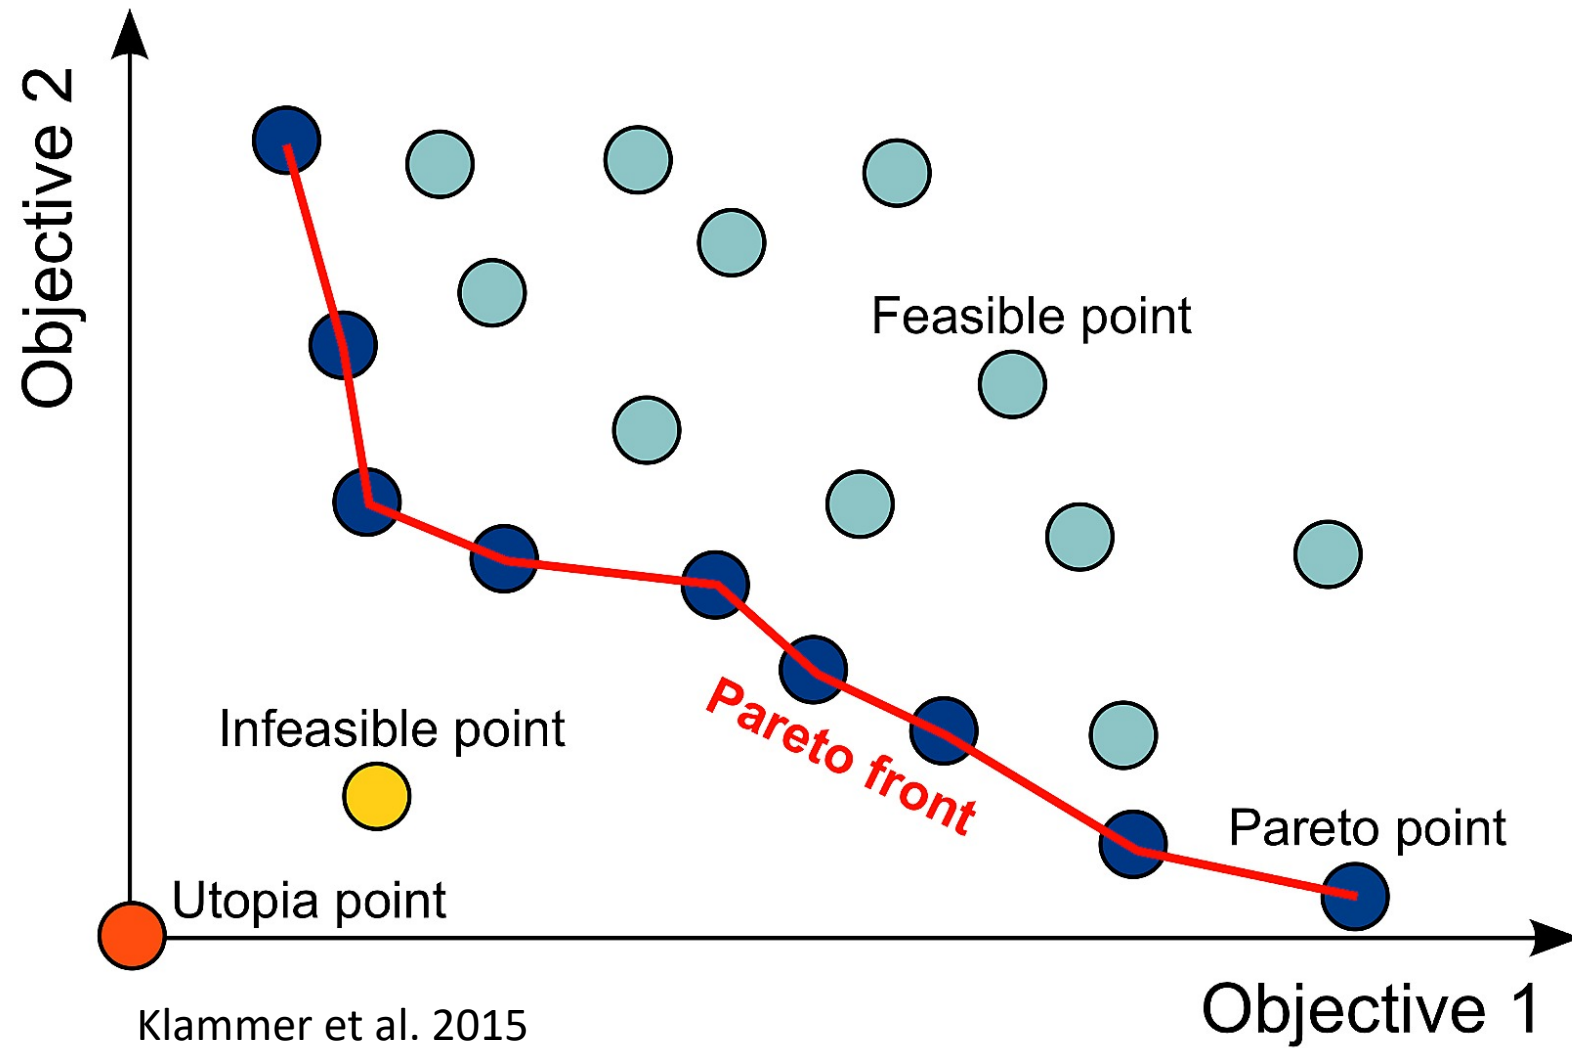 Objective 2
Feasible point
Pareto front
Infeasible point
Pareto point
Utopia point
Objective 1
Klammer et al. 2015